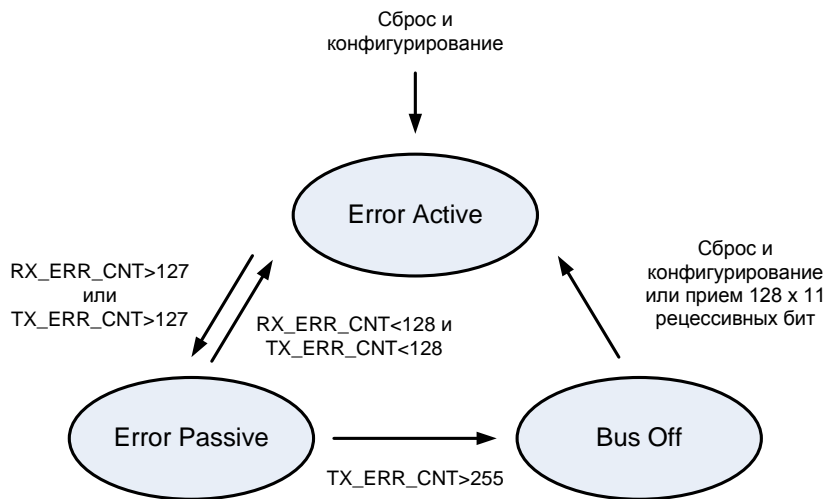 Сброс и
конфигурирование
Error Active
RX_ERR_CNT>127
или
TX_ERR_CNT>127
RX_ERR_CNT<128 и
TX_ERR_CNT<128
Сброс и
конфигурирование
или прием 128 x 11
рецессивных бит
Error Passive
TX_ERR_CNT>255
Bus Off